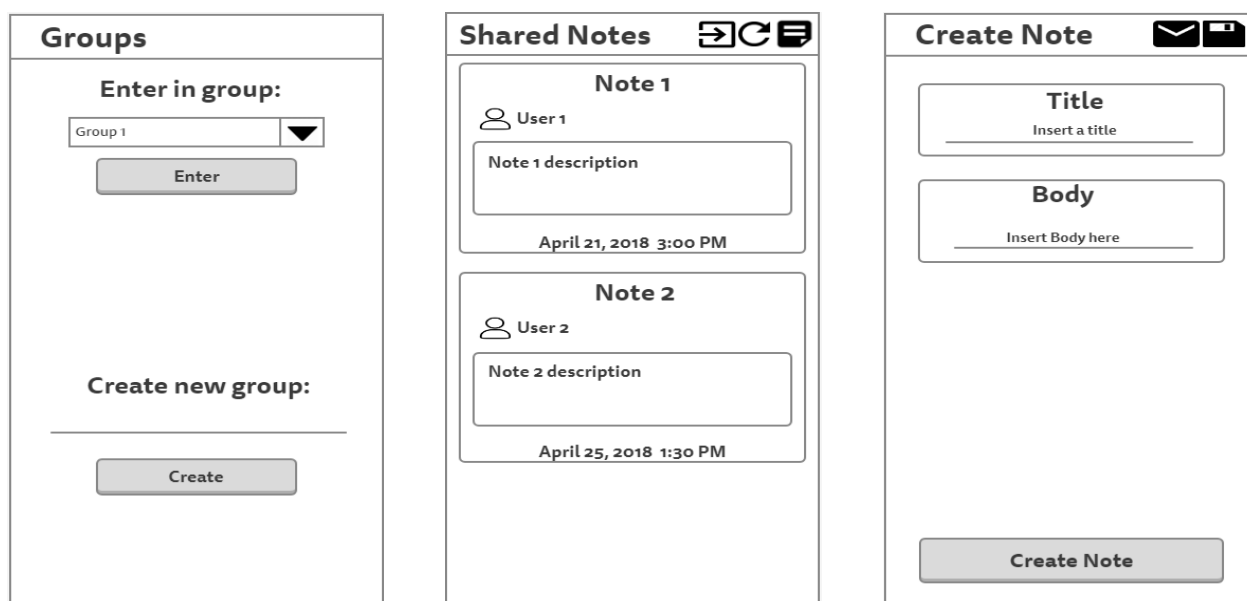 Groups
Enter in group:
Group 1
Enter
Create new group:
Create
Shared Notes
Note 1
User 1
Note 1 description
April 21, 2018 3:00 PM
Note 2
User 2
Note 2 description
April 25, 2018 1:30 PM
Create Note
Title
Insert a title
Body
Insert Body here
Create Note